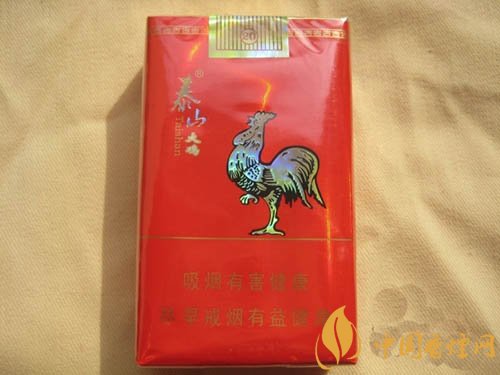 20
泰山® 大鸡
Taishan
吸烟有害健康
尽早戒烟有益健康
中国香烟网